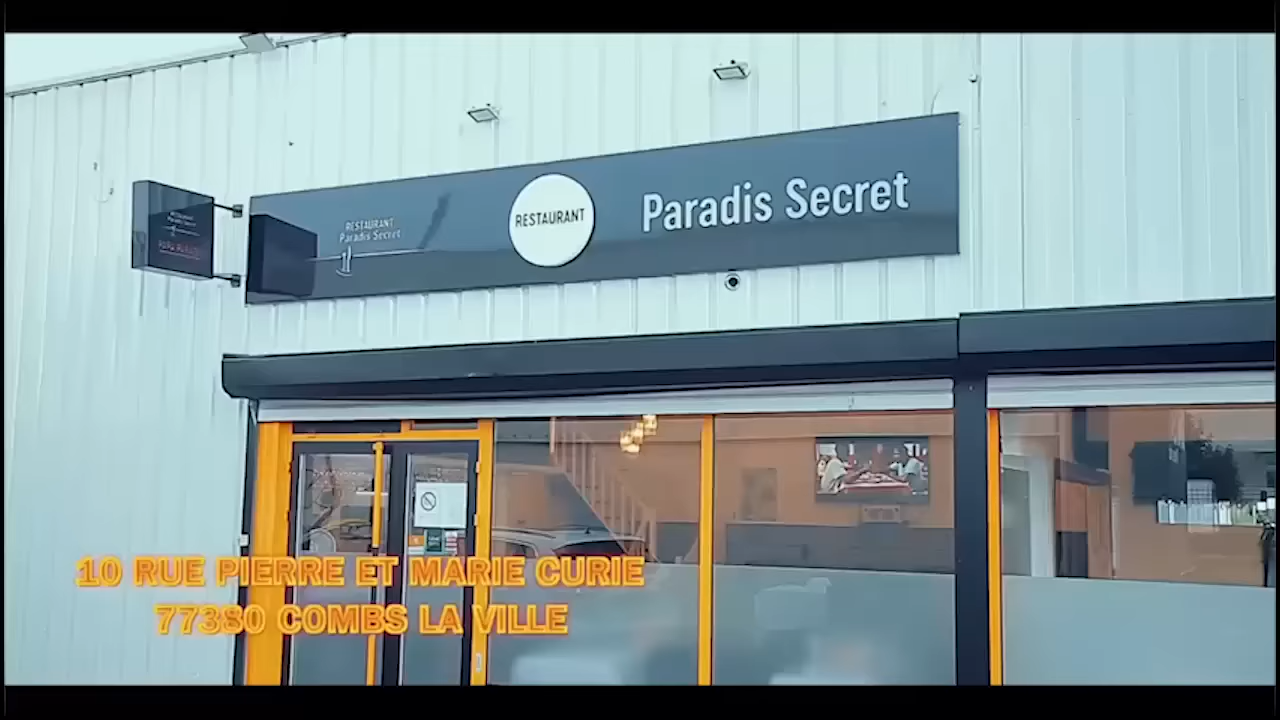 RESTAURANT
Paradis Secret
RESTAURANT
Paradis Secret
10 RUE PIERRE ET MARIE CURIE
77380 COMBS LA VILLE